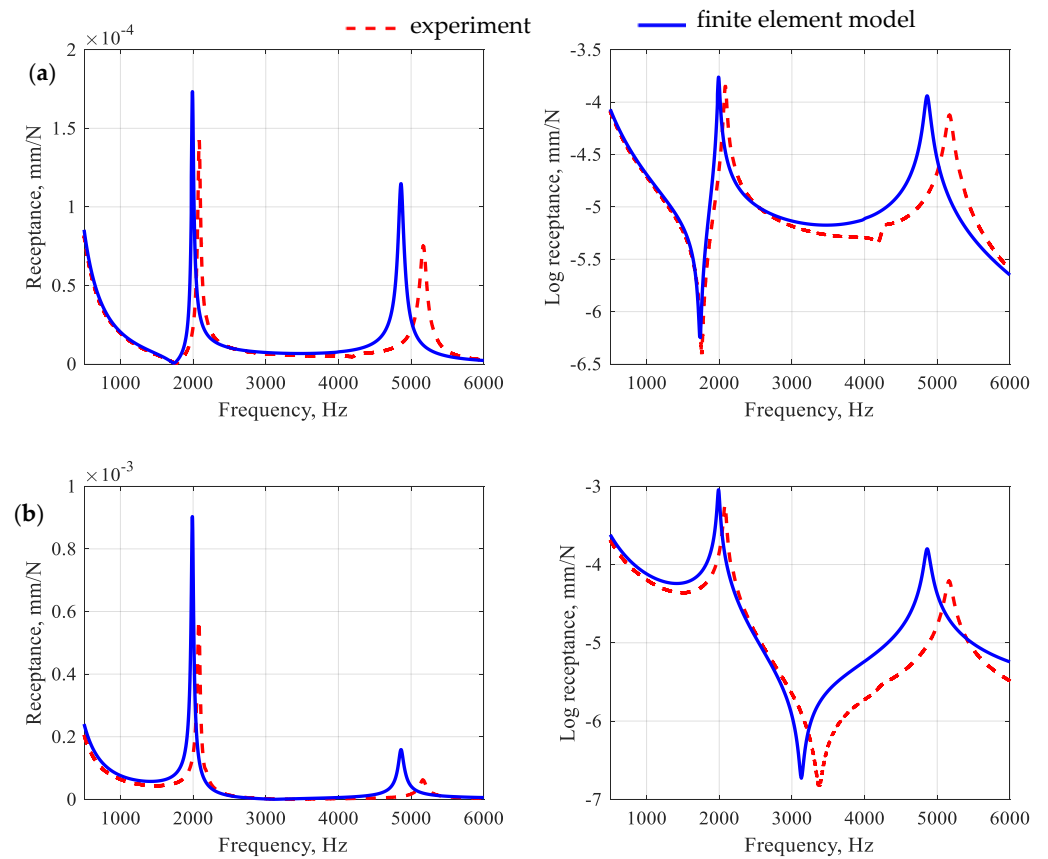 experiment
finite element model
(a)
×10-4
2
1.5
1
0.5
0
Receptance, mm/N
1000 2000 3000 4000 5000 6000
Frequency, Hz
-3.5
-4
-4.5
-5
-5.5
-6
-6.5
Log receptance, mm/N
1000 2000 3000 4000 5000 6000
Frequency, Hz
(b)
×10-3
1
0.8
0.6
0.4
0.2
0
Receptance, mm/N
1000 2000 3000 4000 5000 6000
Frequency, Hz
-3
-4
-5
-6
-7
Log receptance, mm/N
1000 2000 3000 4000 5000 6000
Frequency, Hz